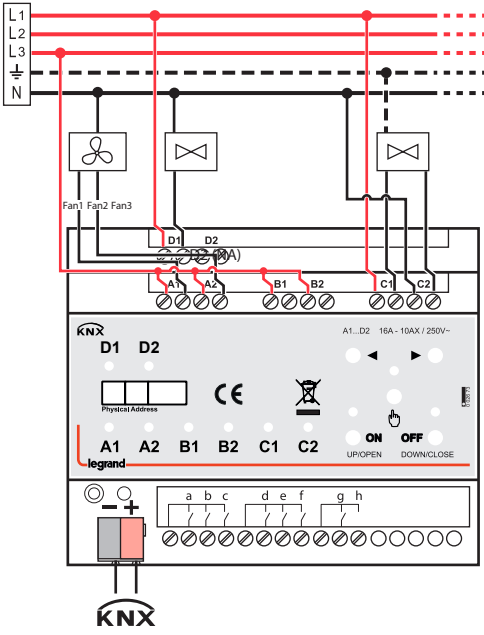 L1
L2
L3
N
Fan1 Fan2 Fan3
D1 D2
D2 (NA)
A1 A2 B1 B2 C1 C2
KNX
A1...D2 16A - 10AX / 250V~
D1 D2
Physical Address
CE
ON OFF
UP/OPEN DOWN/CLOSE
A1 A2 B1 B2 C1 C2
legrand
a b c d e f g h
KNX